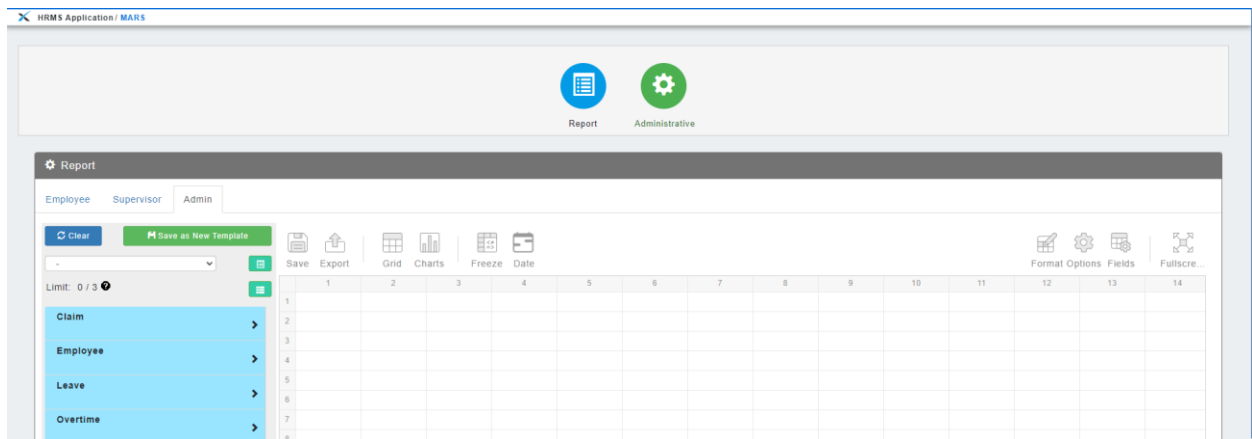 HRMS Application / MARS
Report Administrative
Report
Employee Supervisor Admin
Clear Save as New Template
Save Export Grid Charts Freeze Date Format Options Fields Fullscre...
-
Limit: 0 / 3
1 2 3 4 5 6 7 8 9 10 11 12 13 14
1
Claim
2
3
Employee
4
5
Leave
6
Overtime
7
8